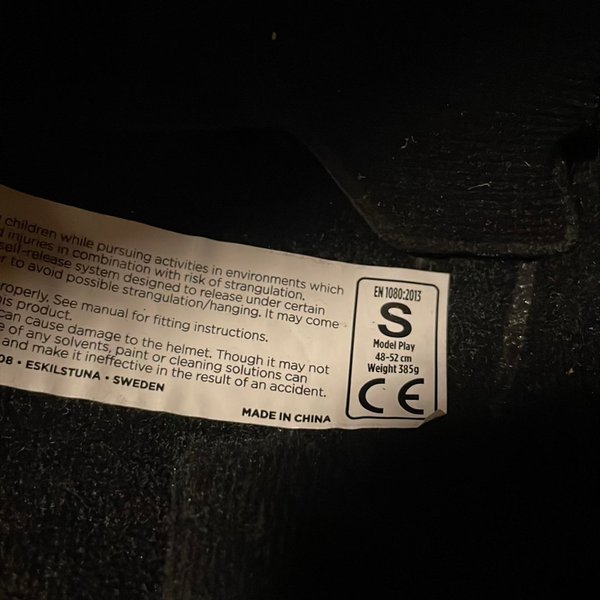 children while pursuing activities in environments which
injuries in combination with risk of strangulation.
self-release system designed to release under certain
to avoid possible strangulation/hanging. It may come
properly. See manual for fitting instructions.
his product.
can cause damage to the helmet. Though it may not
of any solvents, paint or cleaning solutions can
and make it ineffective in the result of an accident.
08 • ESKILSTUNA • SWEDEN
MADE IN CHINA
EN 1080:2013
S
Model Play
48-52 cm
Weight 385g
CE